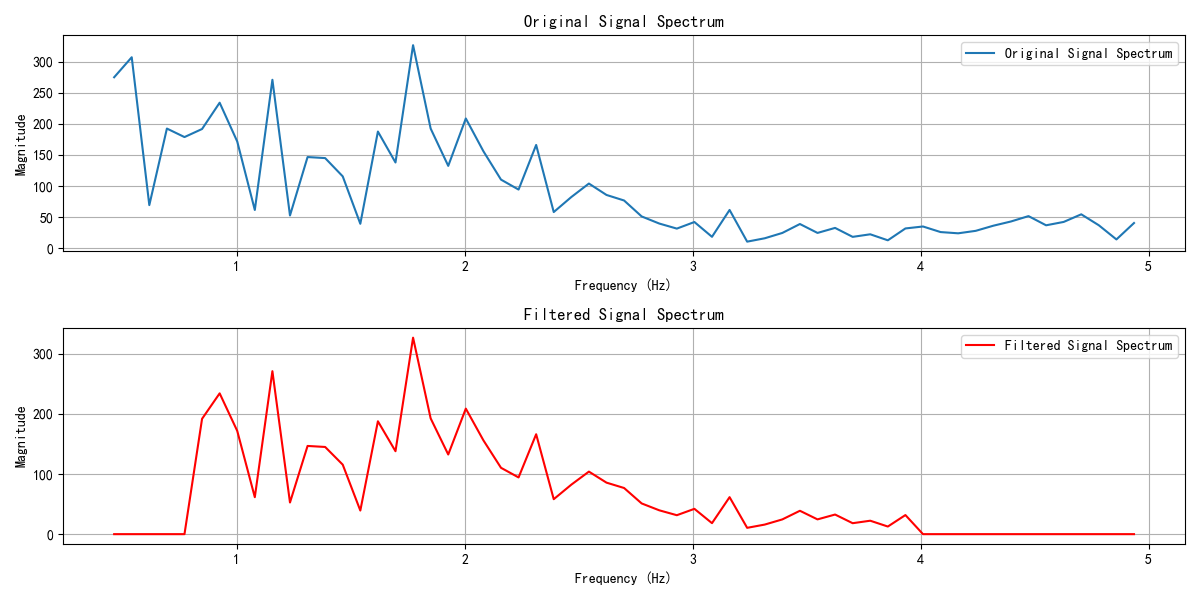 Original Signal Spectrum
Original Signal Spectrum
Magnitude
300
250
200
150
100
50
0
1 2 3 4 5
Frequency (Hz)
Filtered Signal Spectrum
Filtered Signal Spectrum
Magnitude
300
200
100
0
1 2 3 4 5
Frequency (Hz)